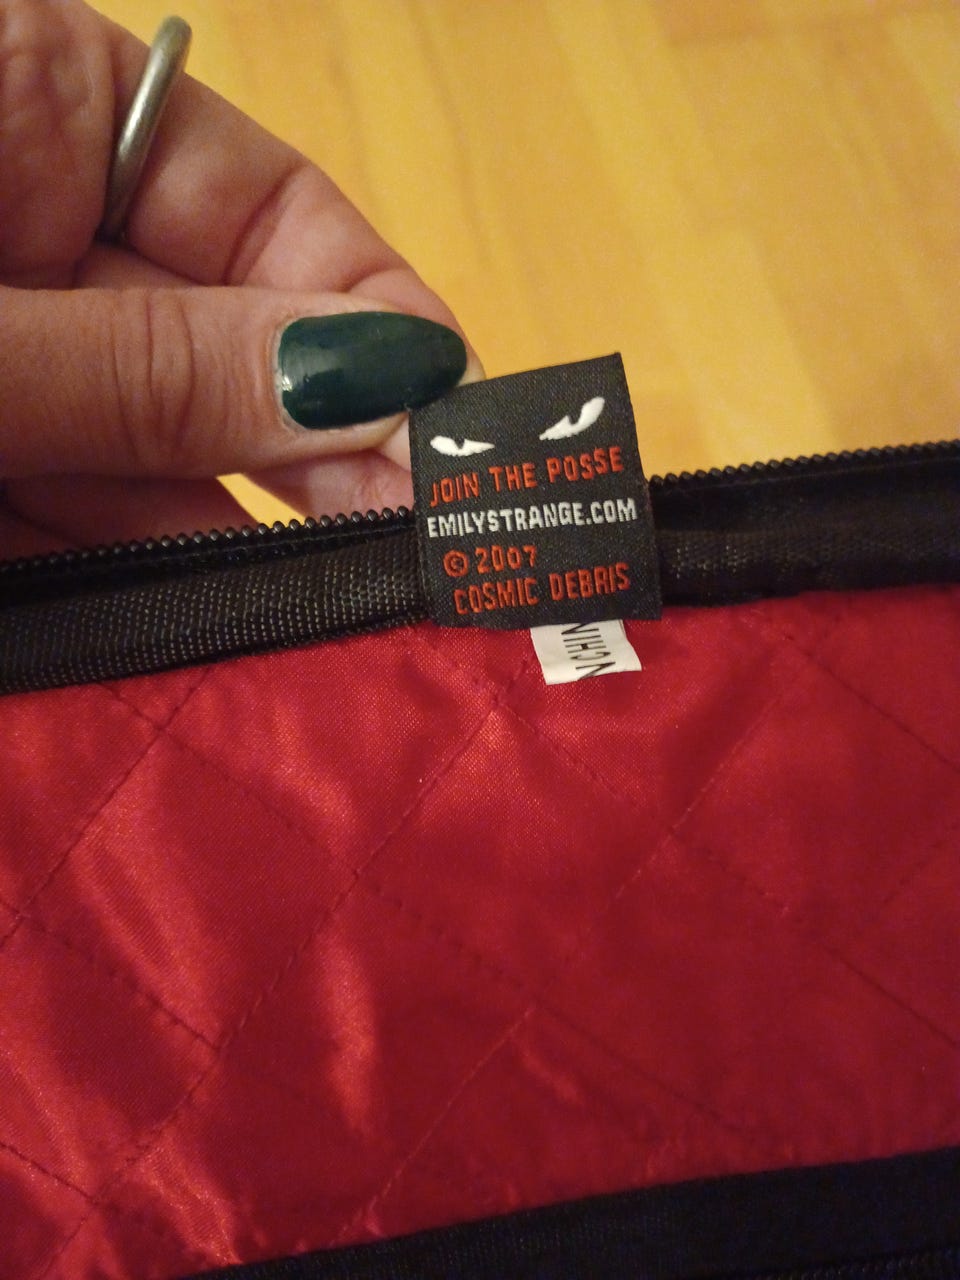 JOIN THE POSSE
EMILYSTRANGE.COM
© 2007
COSMIC DEBRIS